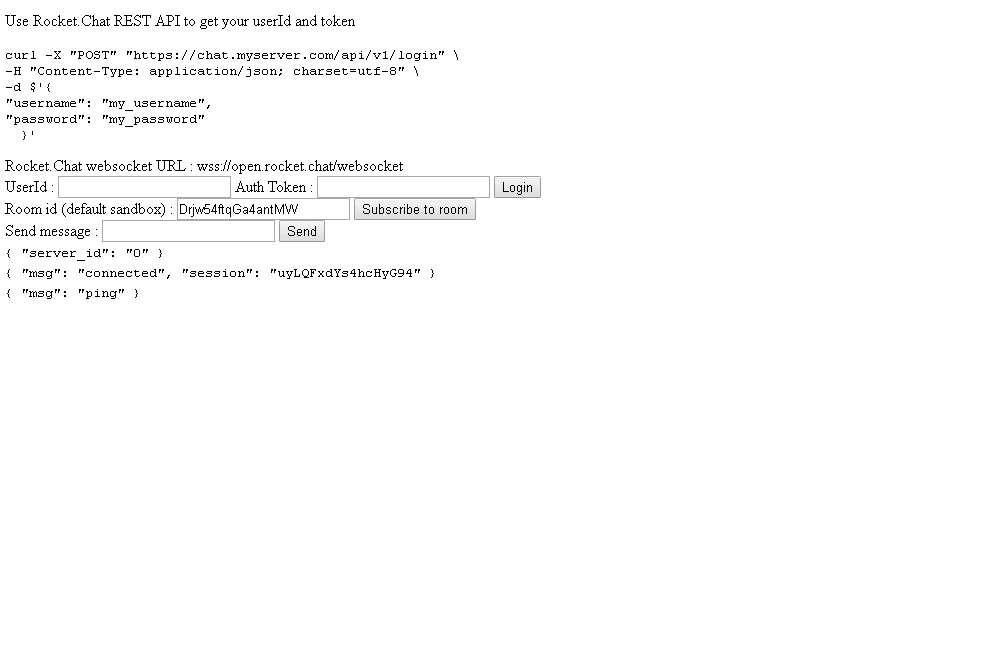 Use Rocket.Chat REST API to get your userId and token
curl -X "POST" "https://chat.myserver.com/api/v1/login" \
-H "Content-Type: application/json; charset=utf-8" \
-d $'{
"username": "my_username",
"password": "my_password"
}'
Rocket.Chat websocket URL : wss://open.rocket.chat/websocket
UserId : Auth Token : Login
Room id (default sandbox) : Drjw54ftqGa4antMW Subscribe to room
Send message : Send
{ "server_id": "0" }
{ "msg": "connected", "session": "uyLQFxdYs4hcHyG94" }
{ "msg": "ping" }